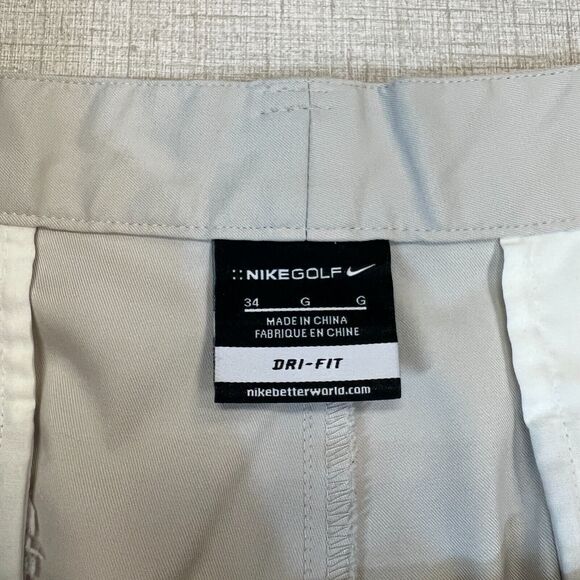 NIKEGOLF
34 G G
MADE IN CHINA
FABRIQUE EN CHINE
DRI-FIT
nikebetterworld.com